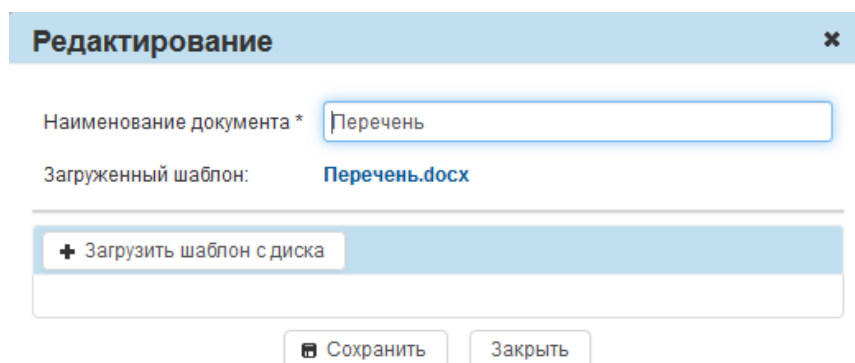 Редактирование
Наименование документа * Перечень
Загруженный шаблон: Перечень.docx
Загрузить шаблон с диска
Сохранить Закрыть